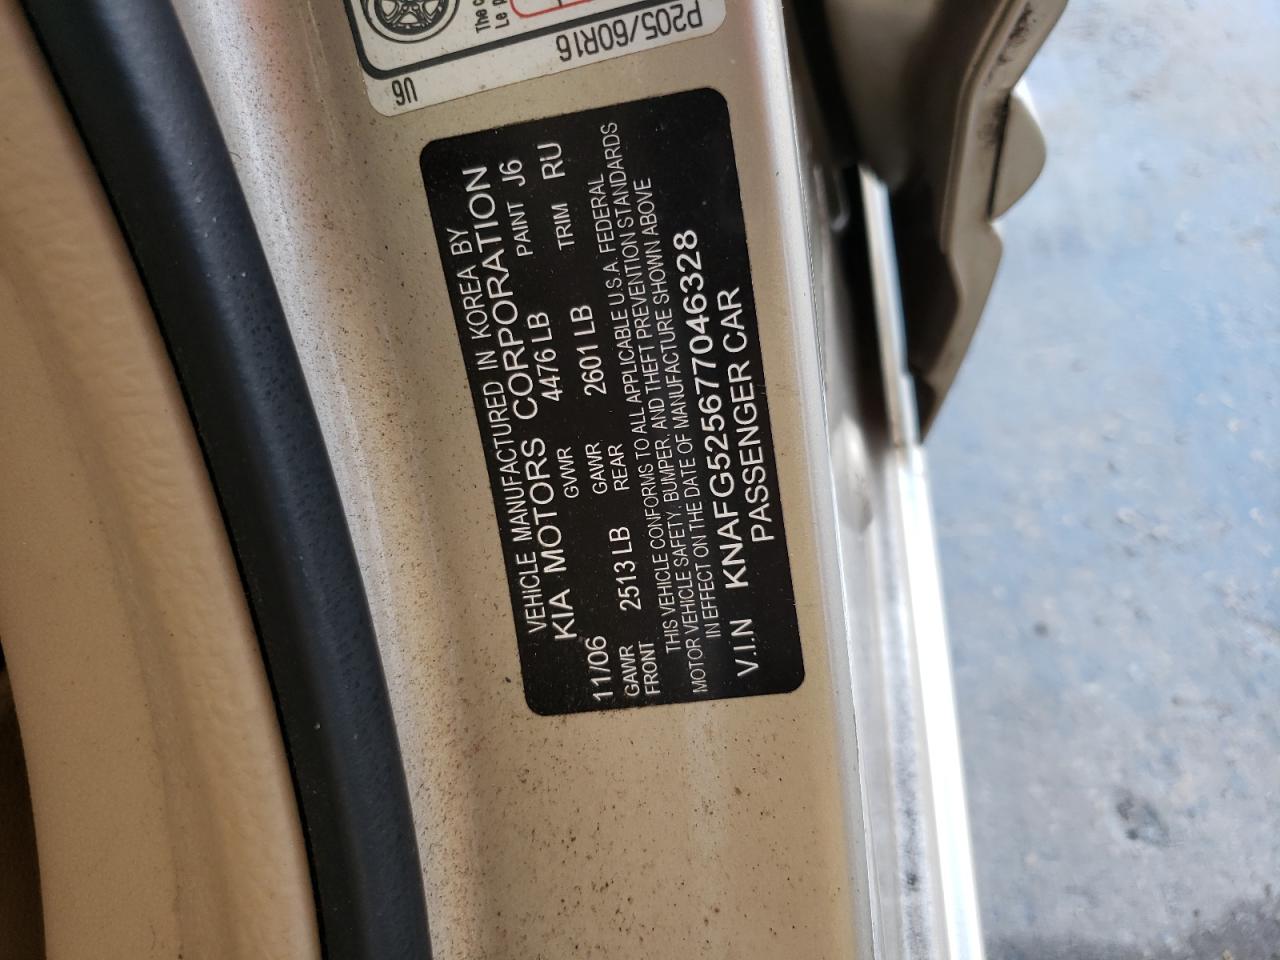 VEHICLE MANUFACTURED IN KOREA BY
KIA MOTORS CORPORATION
11/06 GVWR 4476 LB PAINT J6
GAWR FRONT 2513 LB GAWR REAR 2601 LB TRIM RU
THIS VEHICLE CONFORMS TO ALL APPLICABLE U.S.A. FEDERAL
MOTOR VEHICLE SAFETY, BUMPER, AND THEFT PREVENTION STANDARDS
IN EFFECT ON THE DATE OF MANUFACTURE SHOWN ABOVE
V.I.N KNAFG525677046328
PASSENGER CAR
The
Le
P205/60R16
U6